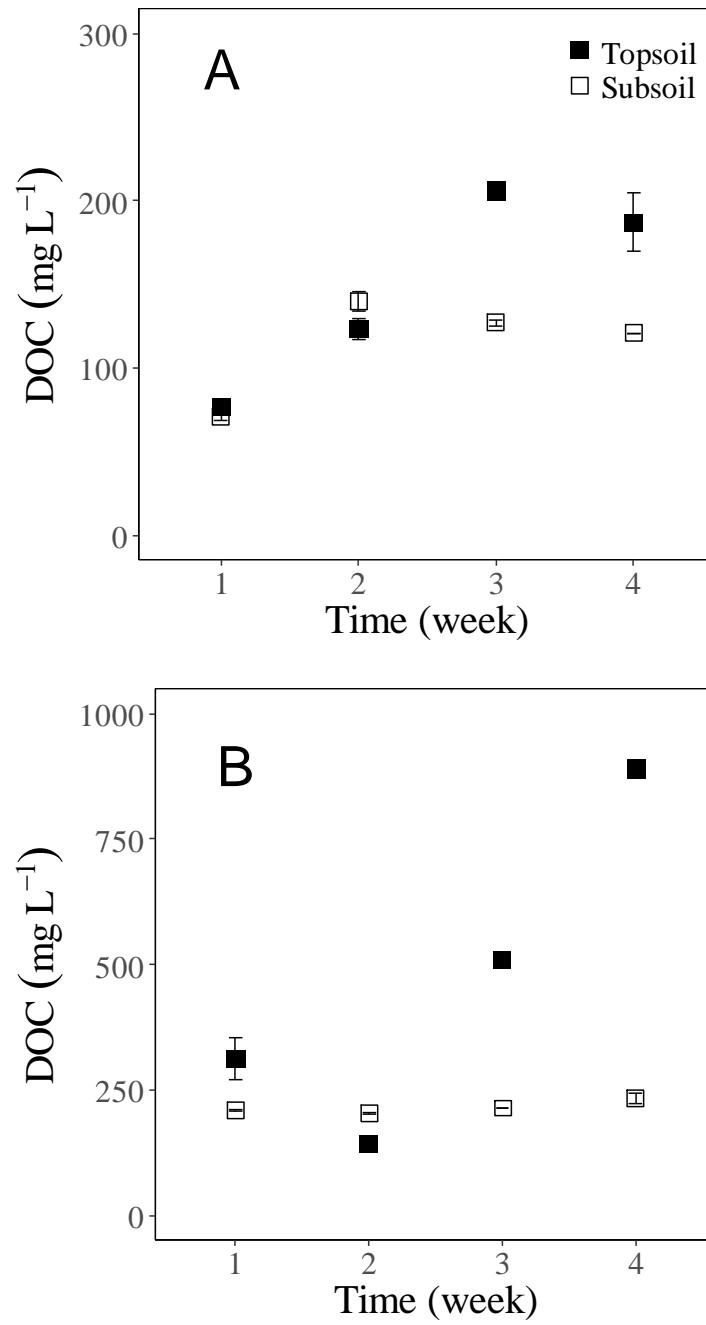 A
Topsoil
Subsoil
300
200
100
0
DOC (mg L⁻¹)
1 2 3 4
Time (week)
B
1000
750
500
250
0
DOC (mg L⁻¹)
1 2 3 4
Time (week)